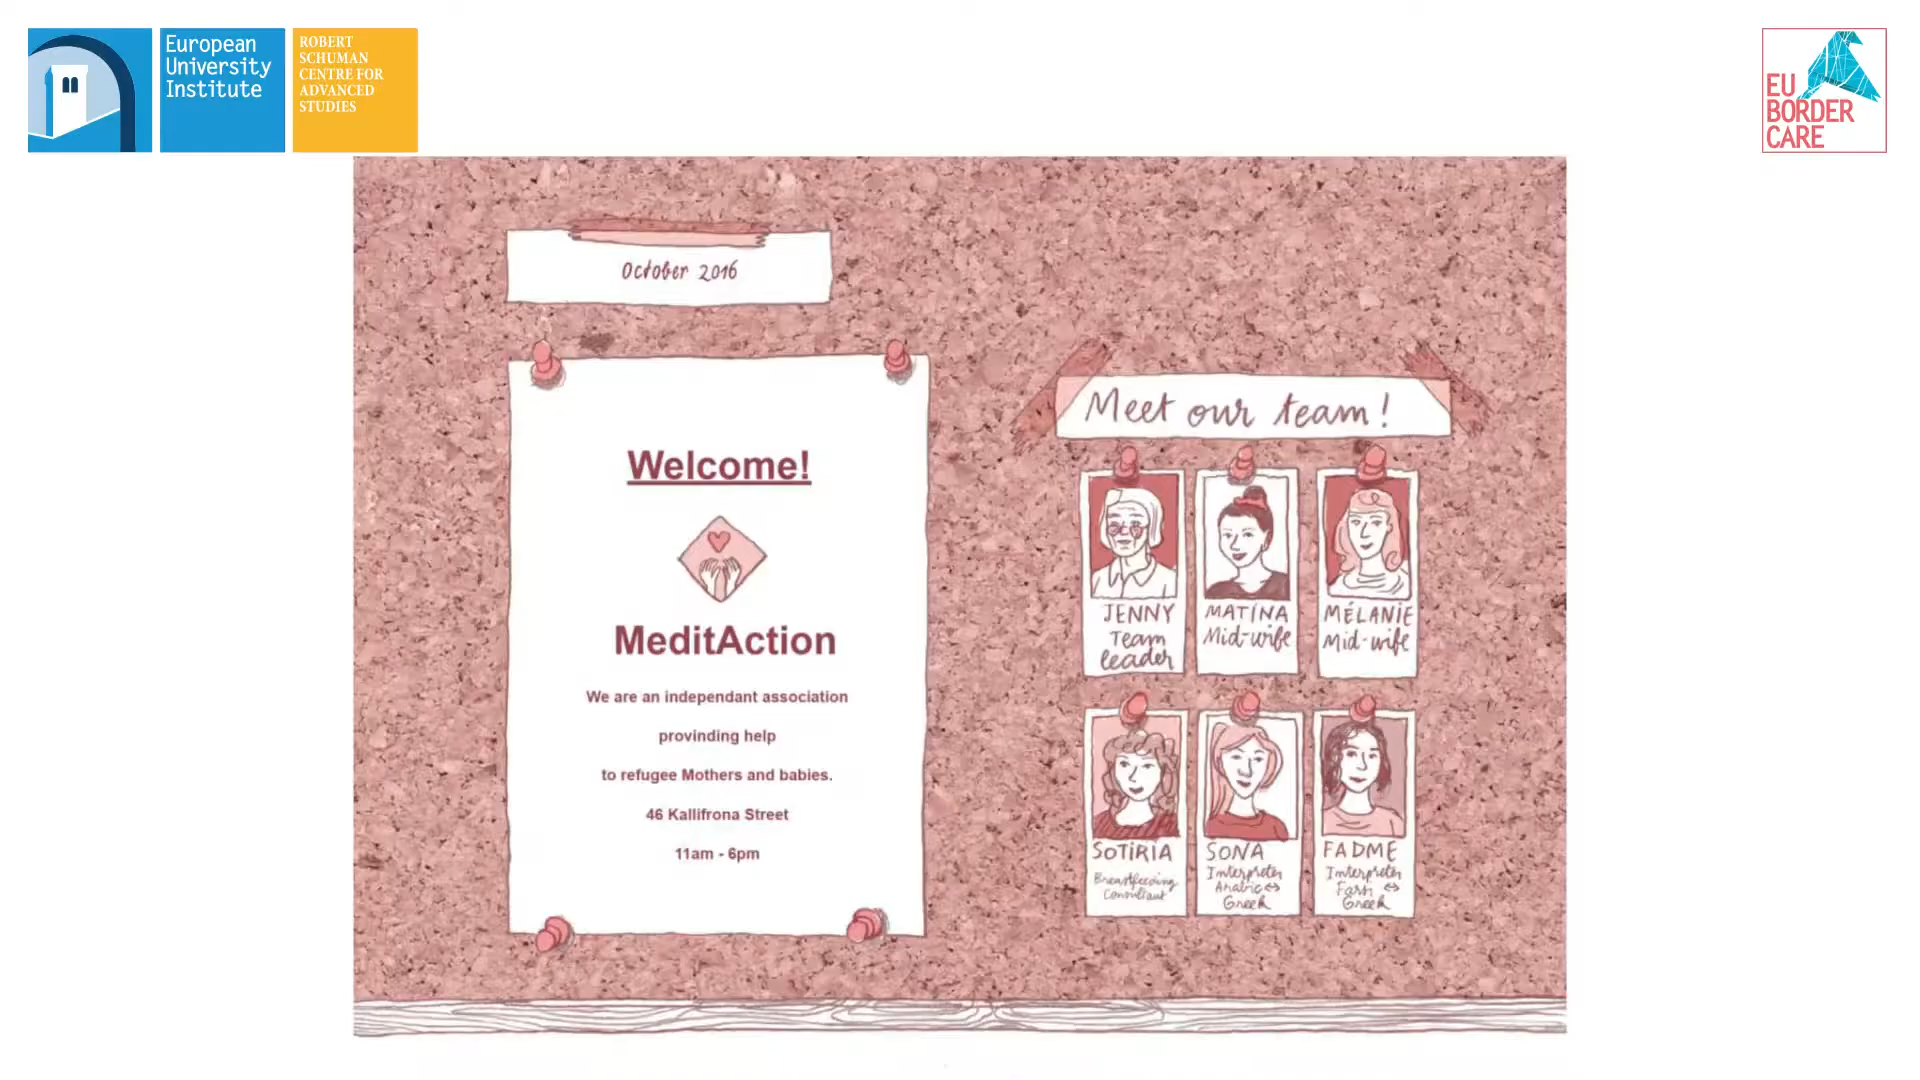 European
University
Institute
ROBERT
SCHUMAN
CENTRE FOR
ADVANCED
STUDIES
EU
BORDER
CARE
October 2016
Welcome!
MeditAction
We are an independant association
provinding help
to refugee Mothers and babies.
46 Kallifrona Street
11am - 6pm
Meet our team!
JENNY
Team
leader
MATINA
Mid-wife
MÉLANIE
Mid-wife
SOTIRIA
Breastfeeding
Consultant
SONA
Interpreter
Arabic ↔
Greek
FADME
Interpreter
Farsi ↔
Greek